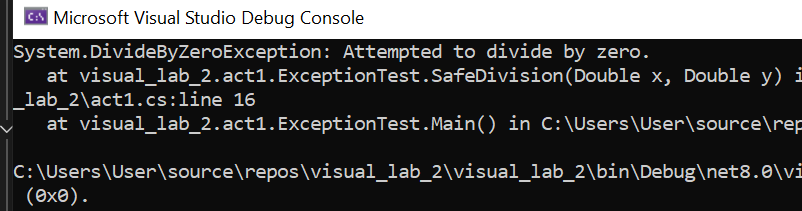 C:\ Microsoft Visual Studio Debug Console
System.DivideByZeroException: Attempted to divide by zero.
   at visual_lab_2.act1.ExceptionTest.SafeDivision(Double x, Double y) i
_lab_2\act1.cs:line 16
   at visual_lab_2.act1.ExceptionTest.Main() in C:\Users\User\source\rep
C:\Users\User\source\repos\visual_lab_2\visual_lab_2\bin\Debug\net8.0\vi
 (0x0).